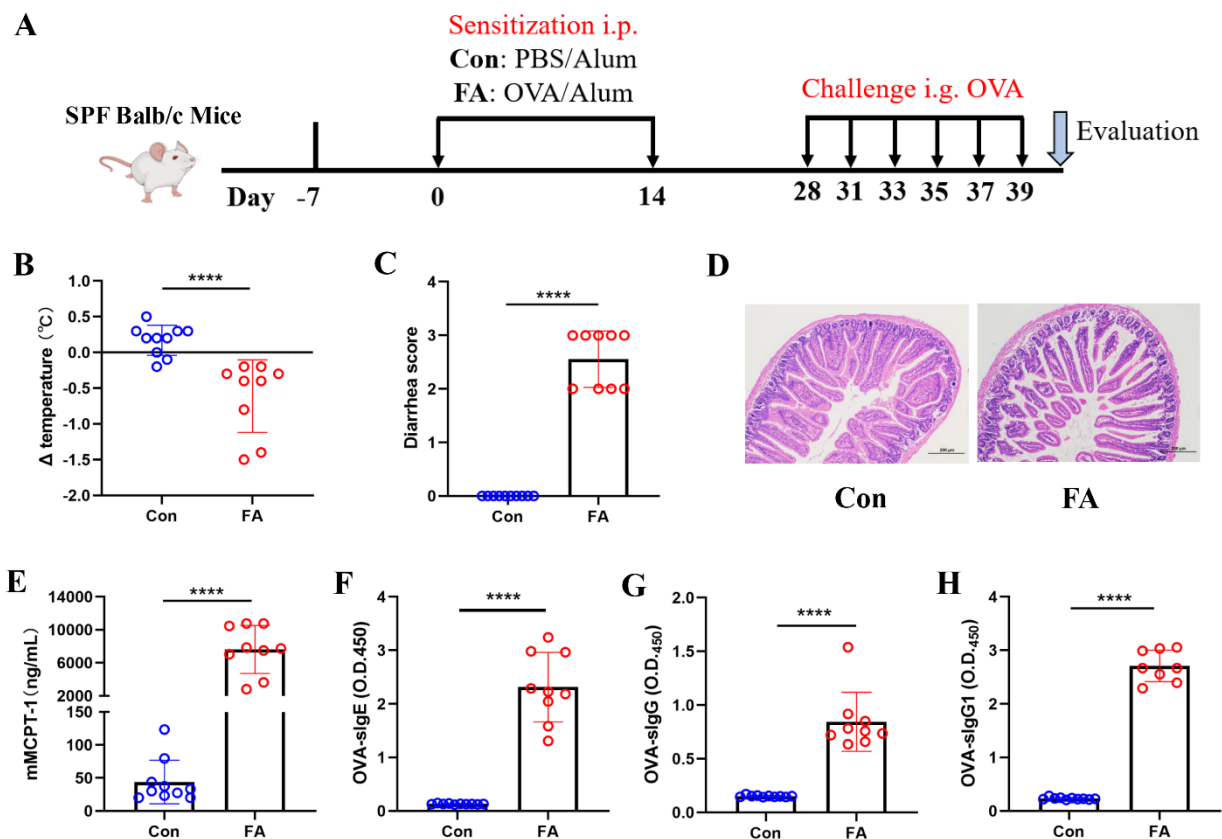 A
Sensitization i.p.
Con: PBS/Alum
FA: OVA/Alum
Challenge i.g. OVA
SPF Balb/c Mice
Evaluation
Day -7 0 14 28 31 33 35 37 39
B
****
Δ temperature (℃)
1.0
0.5
0.0
-0.5
-1.0
-1.5
-2.0
Con FA
C
****
Diarrhea score
4
3
2
1
0
Con FA
D
200 μm
200 μm
Con FA
E
****
mMCPT-1 (ng/mL)
14000
10000
6000
2000
150
100
50
0
Con FA
F
****
OVA-sIgE (O.D.450)
4
3
2
1
0
Con FA
G
****
OVA-sIgG (O.D.450)
2.0
1.5
1.0
0.5
0.0
Con FA
H
****
OVA-sIgG1 (O.D.450)
4
3
2
1
0
Con FA